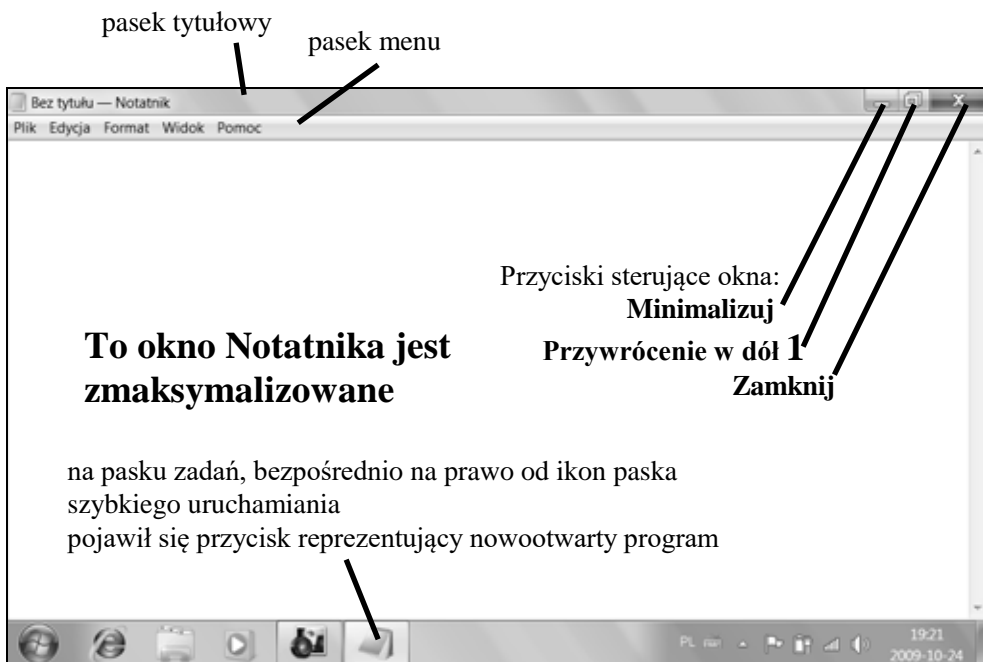 pasek tytułowy
pasek menu
Bez tytułu — Notatnik
Plik Edycja Format Widok Pomoc
Przyciski sterujące okna:
Minimalizuj
To okno Notatnika jest
zmaksymalizowane
Przywrócenie w dół 1
Zamknij
na pasku zadań, bezpośrednio na prawo od ikon paska
szybkiego uruchamiania
pojawił się przycisk reprezentujący nowootwarty program
PL
19:21
2009-10-24